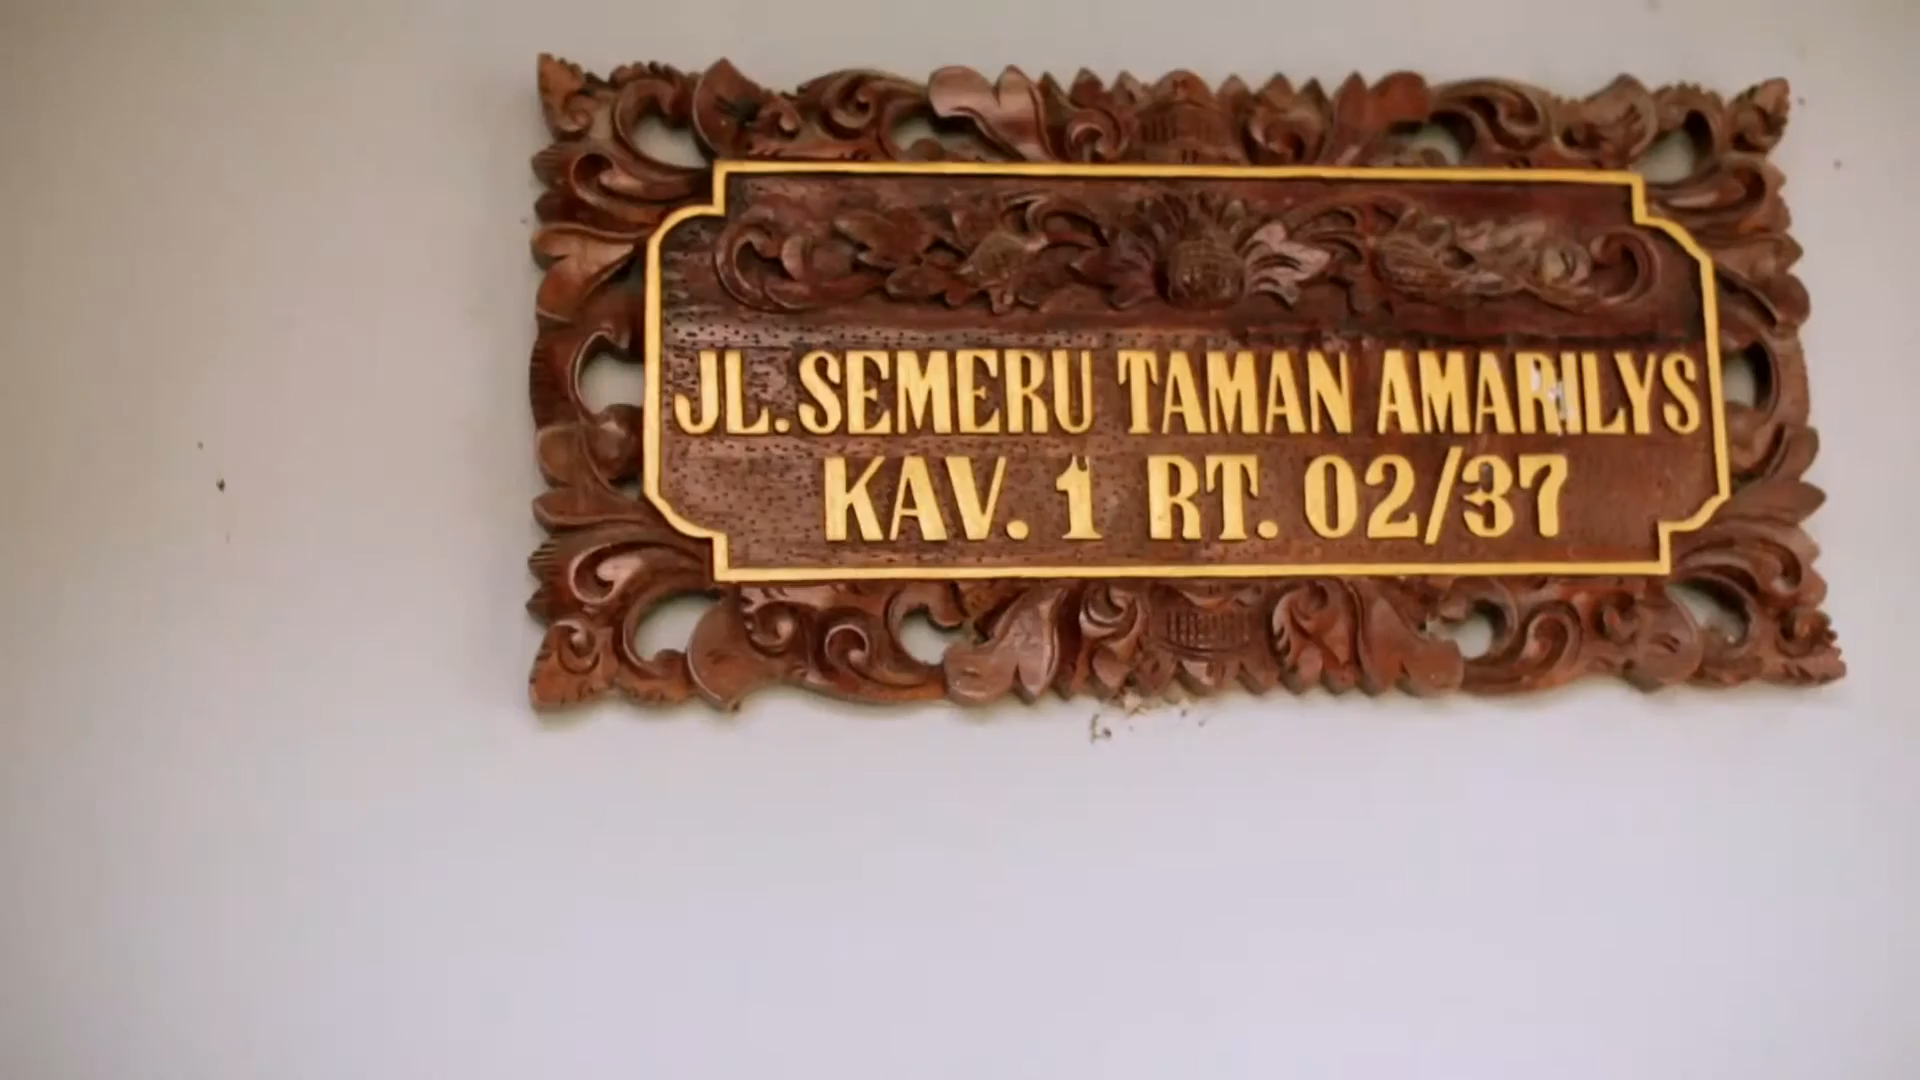 JL. SEMERU TAMAN AMARILYS
KAV. 1 RT. 02/37